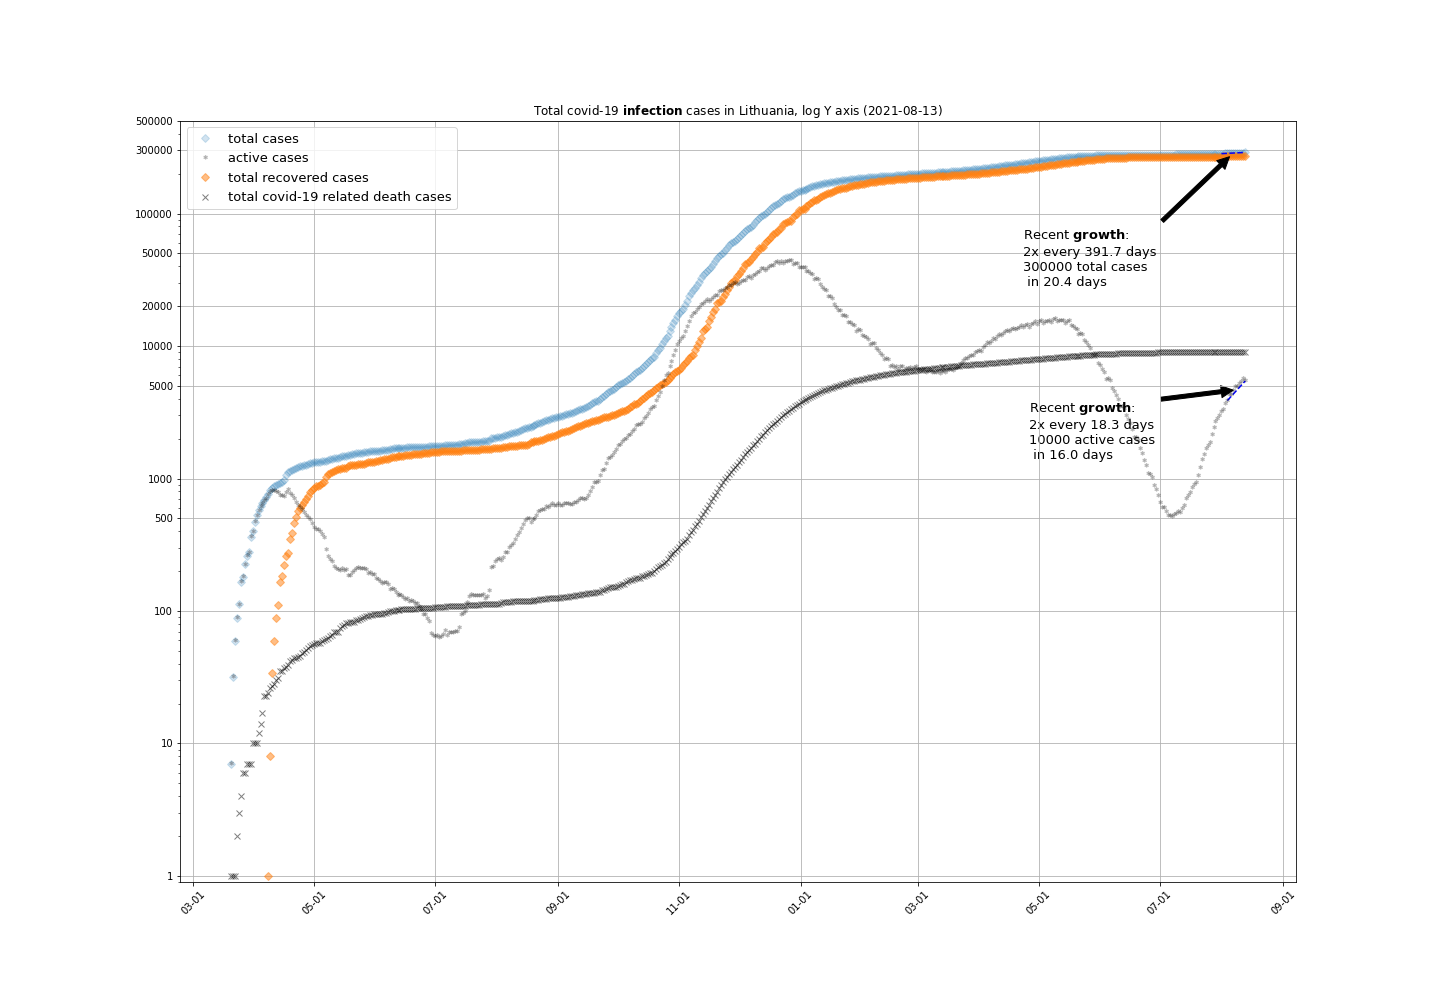 Total covid-19 infection cases in Lithuania, log Y axis (2021-08-13)
500000
300000
100000
50000
20000
10000
5000
1000
500
100
10
1
total cases
active cases
total recovered cases
total covid-19 related death cases
Recent growth:
2x every 391.7 days
300000 total cases
in 20.4 days
Recent growth:
2x every 18.3 days
10000 active cases
in 16.0 days
03-01
05-01
07-01
09-01
11-01
01-01
03-01
05-01
07-01
09-01